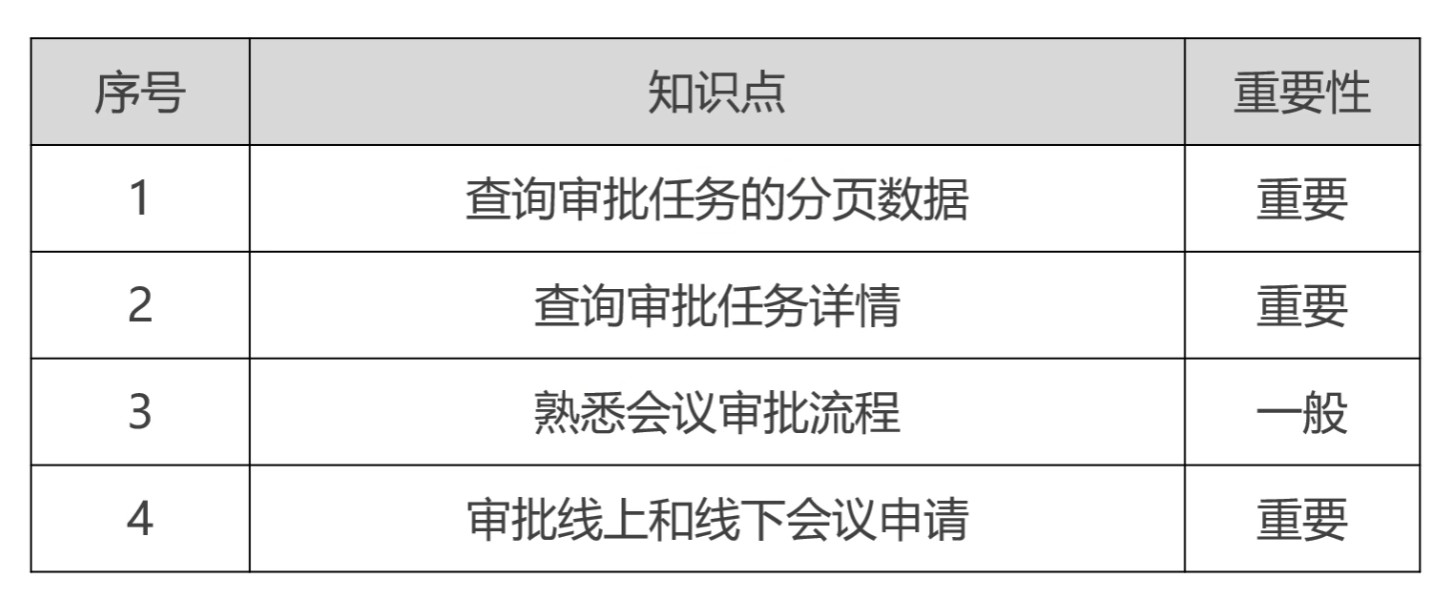 序号 知识点 重要性
1 查询审批任务的分页数据 重要
2 查询审批任务详情 重要
3 熟悉会议审批流程 一般
4 审批线上和线下会议申请 重要